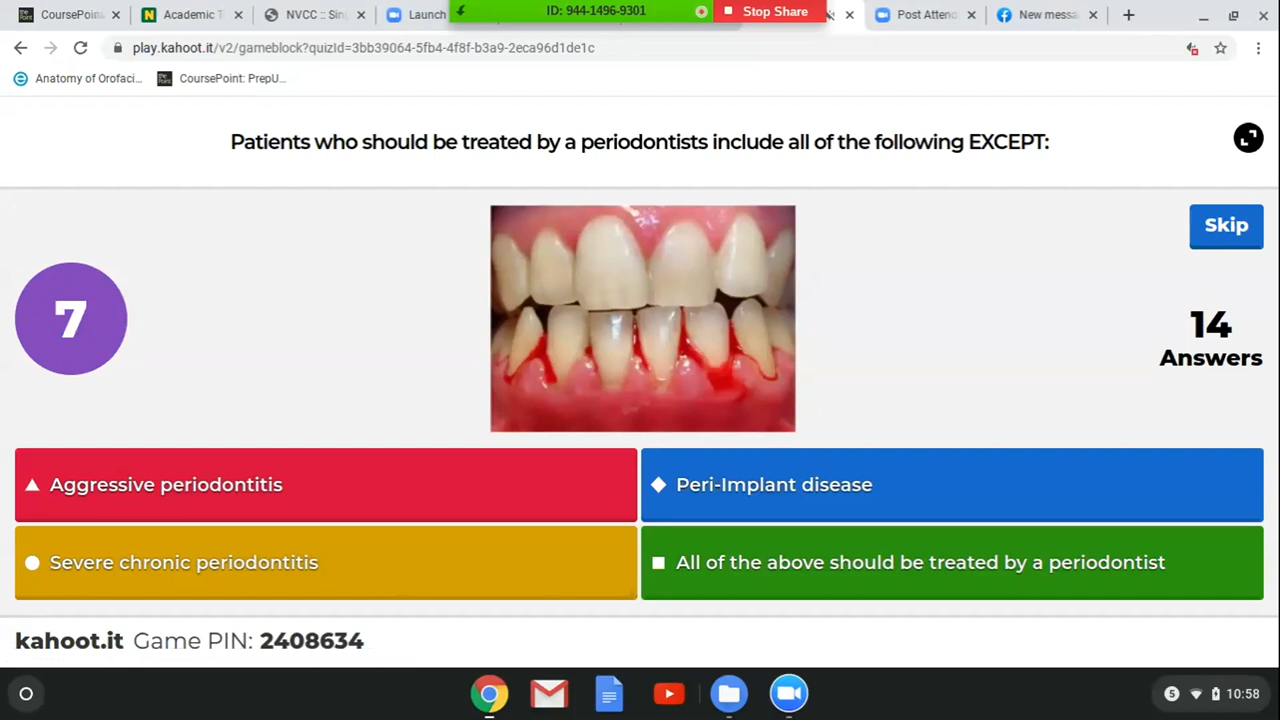 CoursePoin
Academic T
NVCC :: Sin
Launch
ID: 944-1496-9301
Stop Share
Post Atteno
New messa
play.kahoot.it/v2/gameblock?quizId=3bb39064-5fb4-4f8f-b3a9-2eca96d1de1c
Anatomy of Orofaci...
CoursePoint: PrepU...
Patients who should be treated by a periodontists include all of the following EXCEPT:
Skip
7
14
Answers
Aggressive periodontitis
Peri-Implant disease
Severe chronic periodontitis
All of the above should be treated by a periodontist
kahoot.it Game PIN: 2408634
5
10:58